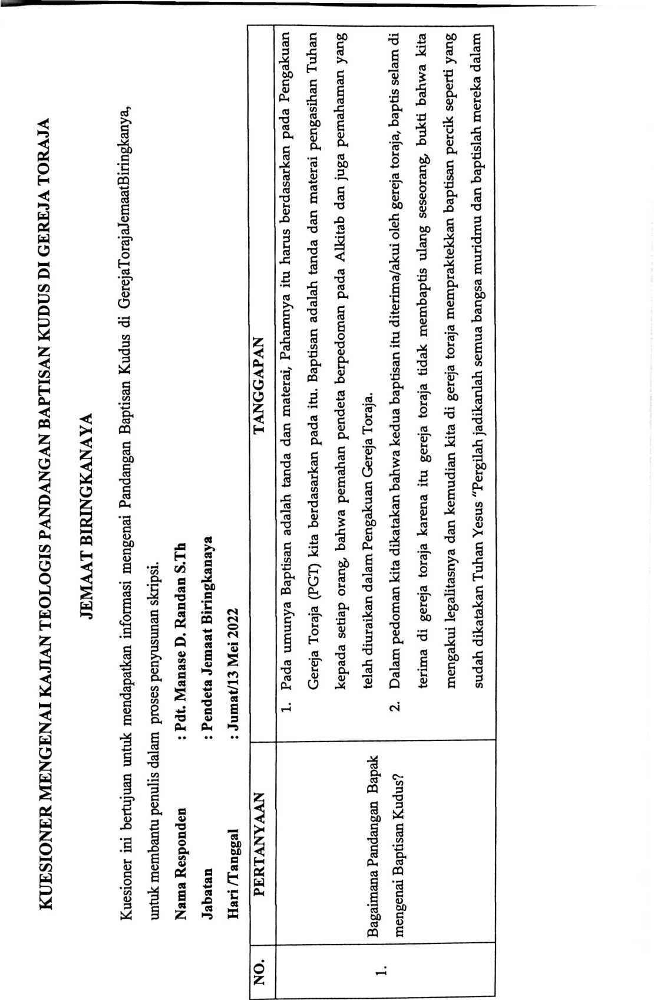 KUESIONER MENGENAI KAJIAN TEOLOGIS PANDANGAN BAPTISAN KUDUS DI GEREJA TORAJA
JEMAAT BIRINGKANAYA
Kuesioner ini bertujuan untuk mendapatkan informasi mengenai Pandangan Baptisan Kudus di GerejaTorajaJemaatBiringkanya,
untuk membantu penulis dalam proses penyusunan skripsi.
Nama Responden : Pdt. Manase D. Randan S.Th
Jabatan : Pendeta Jemaat Biringkanaya
Hari /Tanggal : Jumat/13 Mei 2022
NO. PERTANYAAN TANGGAPAN
1. Bagaimana Pandangan Bapak
mengenai Baptisan Kudus?
1. Pada umunya Baptisan adalah tanda dan materai, Pahamnya itu harus berdasarkan pada Pengakuan
Gereja Toraja (PGT) kita berdasarkan pada itu. Baptisan adalah tanda dan materai pengasihan Tuhan
kepada setiap orang, bahwa pemahan pendeta berpedoman pada Alkitab dan juga pemahaman yang
telah diuraikan dalam Pengakuan Gereja Toraja.
2. Dalam pedoman kita dikatakan bahwa kedua baptisan itu diterima/akui oleh gereja toraja, baptis selam di
terima di gereja toraja karena itu gereja toraja tidak membaptis ulang seseorang, bukti bahwa kita
mengakui legalitasnya dan kemudian kita di gereja toraja mempraktekkan baptisan percik seperti yang
sudah dikatakan Tuhan Yesus "Pergilah jadikanlah semua bangsa muridmu dan baptislah mereka dalam